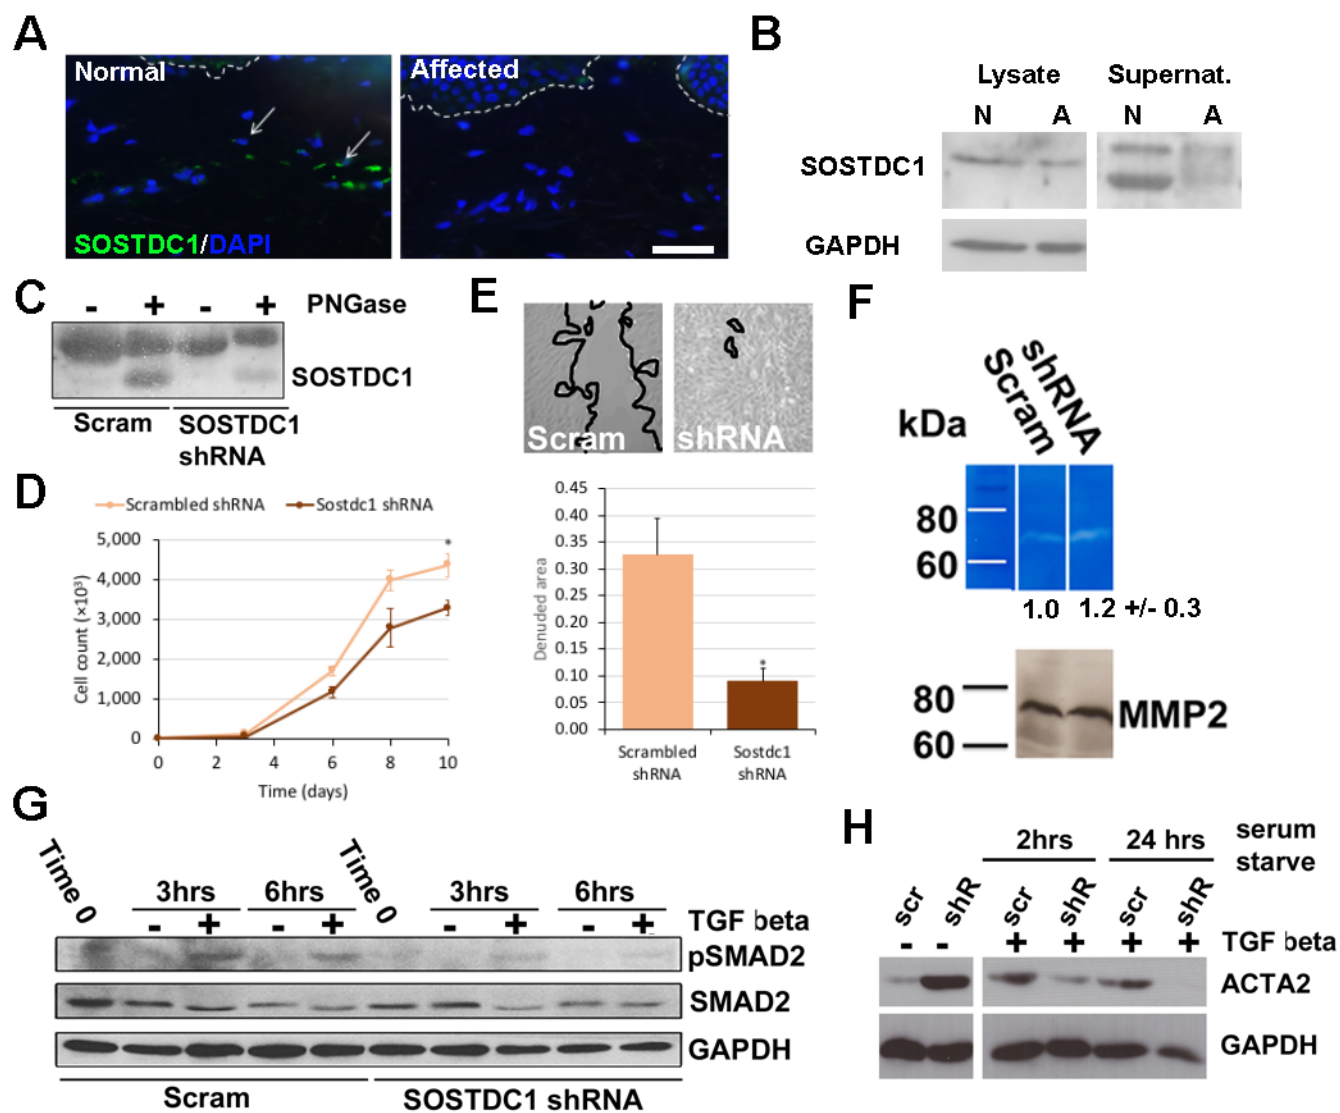 A
Normal
Affected
SOSTDC1/DAPI
B
Lysate Supernat.
N A N A
SOSTDC1
GAPDH
C
- + - + PNGase
SOSTDC1
Scram SOSTDC1
shRNA
D
Scrambled shRNA Sostdc1 shRNA
5,000
4,000
3,000
2,000
1,000
0
Cell count (×10³)
0 2 4 6 8 10
Time (days)
*
E
Scram shRNA
0.45
0.40
0.35
0.30
0.25
0.20
0.15
0.10
0.05
0.00
Denuded area
*
Scrambled Sostdc1
shRNA shRNA
F
Scram shRNA
kDa
80
60
1.0 1.2 +/- 0.3
80
60
MMP2
G
Time 0 Time 0
3hrs 6hrs 3hrs 6hrs
- + - + - + - + TGF beta
pSMAD2
SMAD2
GAPDH
Scram SOSTDC1 shRNA
H
2hrs 24 hrs serum
starve
scr shR scr shR scr shR
- - + + + + TGF beta
ACTA2
GAPDH